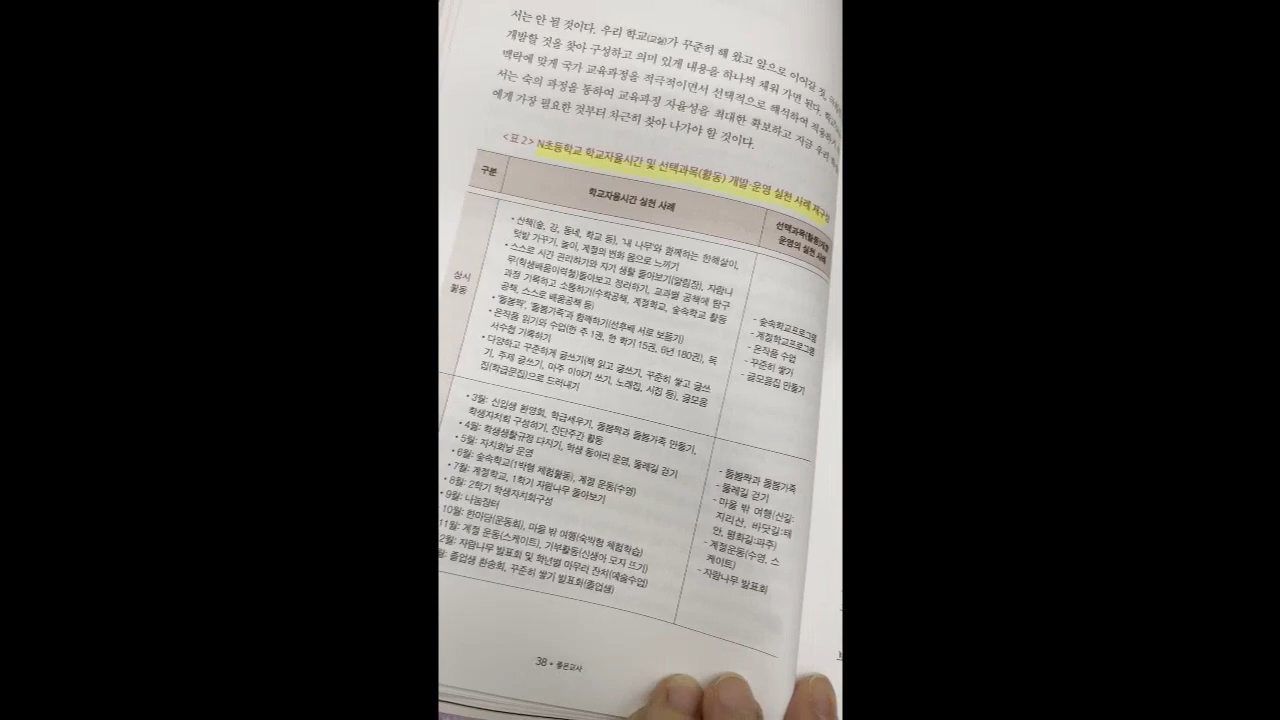 서는 안 될 것이다. 우리 학교(교실)가 꾸준히 해 왔고 앞으로 이어갈 것,
개발할 것을 찾아 구성하고 의미 있게 내용을 하나씩 채워 가면 된다.
맥락에 맞게 국가 교육과정을 적극적이면서 선택적으로 해석하여 적용하기
서는 숙의 과정을 통하여 교육과정 자율성을 최대한 확보하고 지금 우리
에게 가장 필요한 것부터 차근히 찾아 나가야 할 것이다.
<표 2> N초등학교 학교자율시간 및 선택과목(활동) 개발·운영 실천 사례 재구성
구분
학교자율시간 실천 사례
선택과목(활동)개발
운영의 실천 사례
상시
활동
• 산책(숲, 강, 동네, 학교 등), '내 나무'와 함께하는 한해살이,
텃밭 가꾸기, 놀이, 계절의 변화 몸으로 느끼기
• 스스로 시간 관리하기와 자기 생활 돌아보기(알림장), 자람나
무(학생배움이력철)돌아보고 정리하기, 교과별 공책에 탐구
과정 기록하고 소통하기(수학공책, 계절학교, 숲속학교 활동
공책, 스스로 배움공책 등)
• '돌봄짝', '돌봄가족'과 함께하기(선후배 서로 보듬기)
• 온작품 읽기와 수업(한 주 1권, 한 학기 15권, 6년 180권), 독
서수첩 기록하기
• 다양하고 꾸준하게 글쓰기(책 읽고 글쓰기, 꾸준히 쌓고 글쓰
기, 주제 글쓰기, 마주 이야기 쓰기, 노래집, 시집 등), 글모음
집(학급문집)으로 드러내기
- 숲속학교프로그램
- 계절학교프로그램
- 온작품 수업
- 꾸준히 쌓기
- 글모음집 만들기
• 3월: 신입생 환영회, 학급세우기, 돌봄짝과 돌봄가족 만들기,
학생자치회 구성하기, 진단주간 활동
• 4월: 학생생활규정 다지기, 학생 동아리 운영, 둘레길 걷기
• 5월: 자치회날 운영
• 6월: 숲속학교(1박형 체험활동), 계절 운동(수영)
• 7월: 계절학교, 1학기 자람나무 돌아보기
• 8월: 2학기 학생자치회구성
• 9월: 나눔장터
10월: 한마당(운동회), 마을 밖 여행(숙박형 체험학습)
11월: 계절 운동(스케이트), 기부활동(신생아 모자 뜨기)
2월: 자람나무 발표회 및 학년별 마무리 잔치(예술수업)
월: 졸업생 환송회, 꾸준히 쌓기 발표회(졸업생)
- 돌봄짝과 돌봄가족
- 둘레길 걷기
- 마을 밖 여행(산길:
지리산, 바닷길:태
안, 평화길:파주)
- 계절운동(수영, 스
케이트)
- 자람나무 발표회
38 • 좋은교사